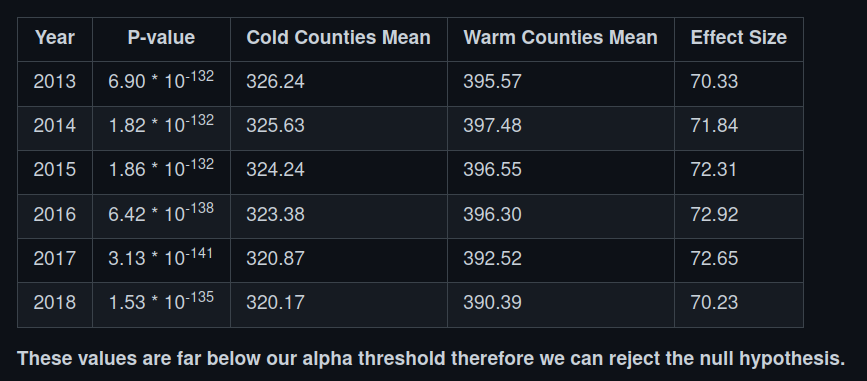 Year P-value Cold Counties Mean Warm Counties Mean Effect Size
2013 6.90 * 10-132 326.24 395.57 70.33
2014 1.82 * 10-132 325.63 397.48 71.84
2015 1.86 * 10-132 324.24 396.55 72.31
2016 6.42 * 10-138 323.38 396.30 72.92
2017 3.13 * 10-141 320.87 392.52 72.65
2018 1.53 * 10-135 320.17 390.39 70.23
These values are far below our alpha threshold therefore we can reject the null hypothesis.